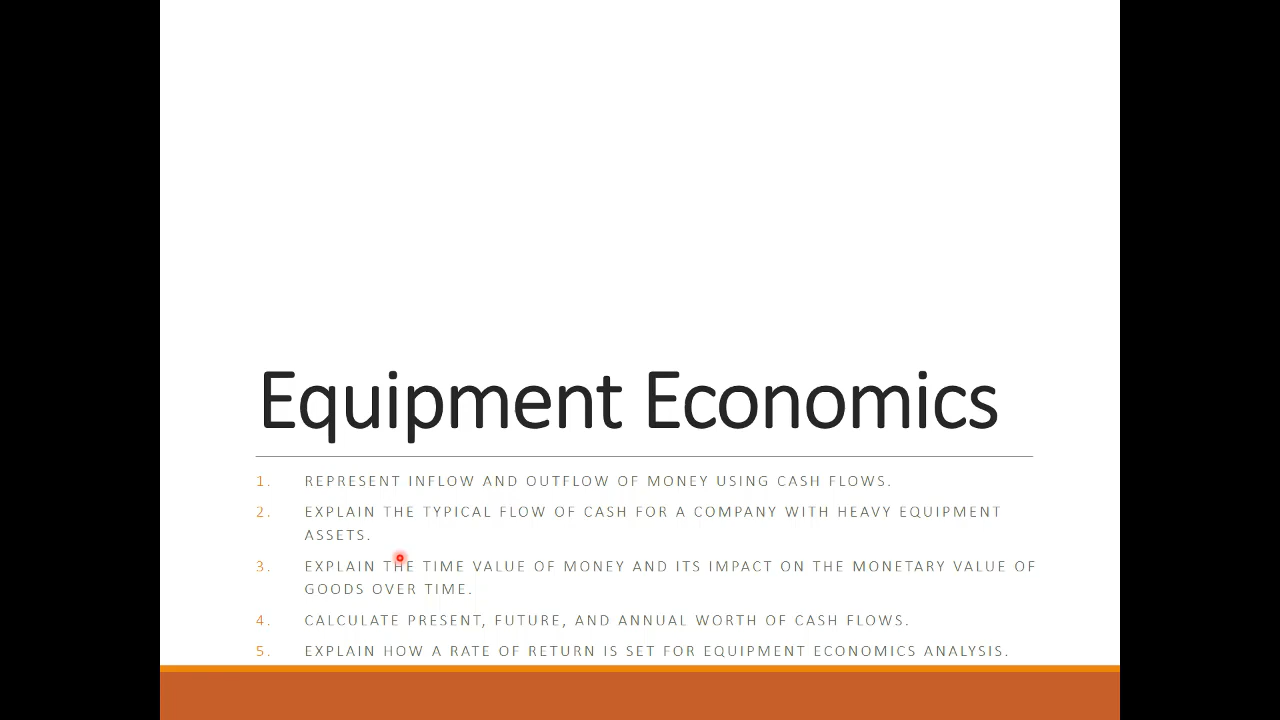 Equipment Economics
1. REPRESENT INFLOW AND OUTFLOW OF MONEY USING CASH FLOWS.
2. EXPLAIN THE TYPICAL FLOW OF CASH FOR A COMPANY WITH HEAVY EQUIPMENT
ASSETS.
3. EXPLAIN THE TIME VALUE OF MONEY AND ITS IMPACT ON THE MONETARY VALUE OF
GOODS OVER TIME.
4. CALCULATE PRESENT, FUTURE, AND ANNUAL WORTH OF CASH FLOWS.
5. EXPLAIN HOW A RATE OF RETURN IS SET FOR EQUIPMENT ECONOMICS ANALYSIS.